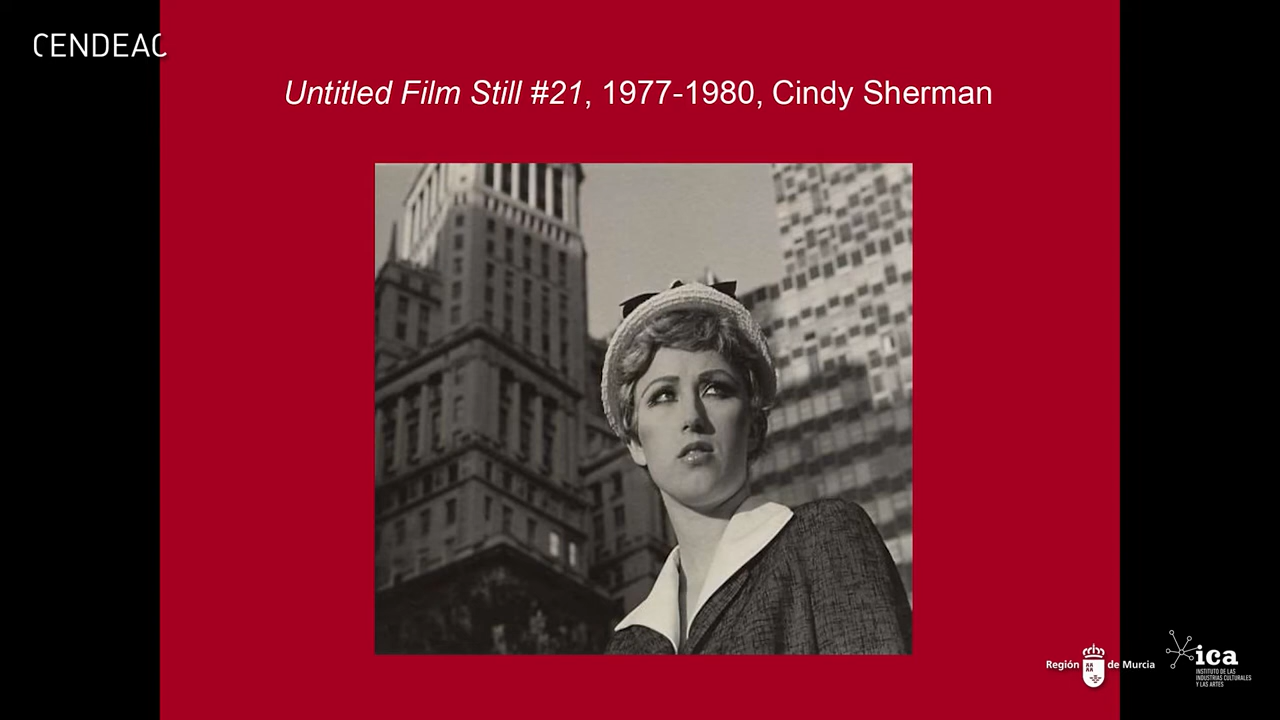 CENDEAC
Untitled Film Still #21, 1977-1980, Cindy Sherman
Región de Murcia
ica
INSTITUTO DE LAS
INDUSTRIAS CULTURALES
Y LAS ARTES